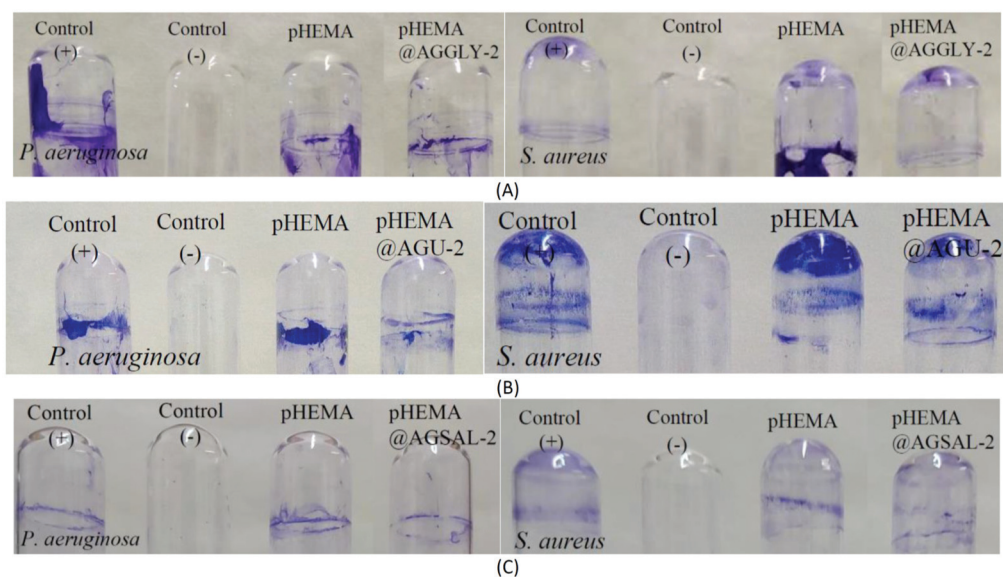 Control
(+)
Control
(-)
pHEMA
pHEMA
@AGGLY-2
P. aeruginosa
Control
(+)
Control
(-)
pHEMA
pHEMA
@AGGLY-2
S. aureus
(A)
Control
(+)
Control
(-)
pHEMA
pHEMA
@AGU-2
P. aeruginosa
Control
(+)
Control
(-)
pHEMA
pHEMA
@AGU-2
S. aureus
(B)
Control
(+)
Control
(-)
pHEMA
pHEMA
@AGSAL-2
P. aeruginosa
Control
(+)
Control
(-)
pHEMA
pHEMA
@AGSAL-2
S. aureus
(C)